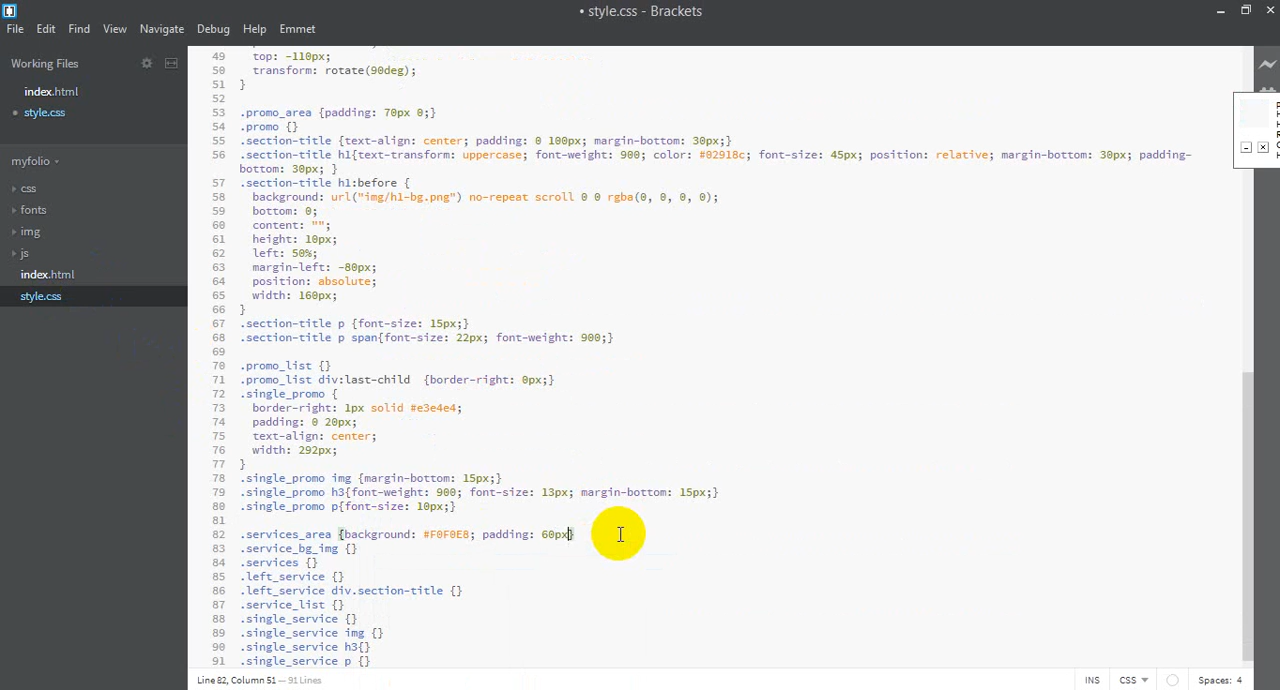 • style.css - Brackets
File Edit Find View Navigate Debug Help Emmet
Working Files
index.html
• style.css
myfolio
css
fonts
img
js
index.html
style.css
49 top: -110px;
50 transform: rotate(90deg);
51 }
52
53 .promo_area {padding: 70px 0;}
54 .promo {}
55 .section-title {text-align: center; padding: 0 100px; margin-bottom: 30px;}
56 .section-title h1{text-transform: uppercase; font-weight: 900; color: #02918c; font-size: 45px; position: relative; margin-bottom: 30px; padding-
bottom: 30px; }
57 .section-title h1:before {
58 background: url("img/h1-bg.png") no-repeat scroll 0 0 rgba(0, 0, 0, 0);
59 bottom: 0;
60 content: "";
61 height: 10px;
62 left: 50%;
63 margin-left: -80px;
64 position: absolute;
65 width: 160px;
66 }
67 .section-title p {font-size: 15px;}
68 .section-title p span{font-size: 22px; font-weight: 900;}
69
70 .promo_list {}
71 .promo_list div:last-child  {border-right: 0px;}
72 .single_promo {
73 border-right: 1px solid #e3e4e4;
74 padding: 0 20px;
75 text-align: center;
76 width: 292px;
77 }
78 .single_promo img {margin-bottom: 15px;}
79 .single_promo h3{font-weight: 900; font-size: 13px; margin-bottom: 15px;}
80 .single_promo p{font-size: 10px;}
81
82 .services_area {background: #F0F0E8; padding: 60px}
83 .service_bg_img {}
84 .services {}
85 .left_service {}
86 .left_service div.section-title {}
87 .service_list {}
88 .single_service {}
89 .single_service img {}
90 .single_service h3{}
91 .single_service p {}
Line 82, Column 51 — 91 Lines
INS CSS Spaces: 4